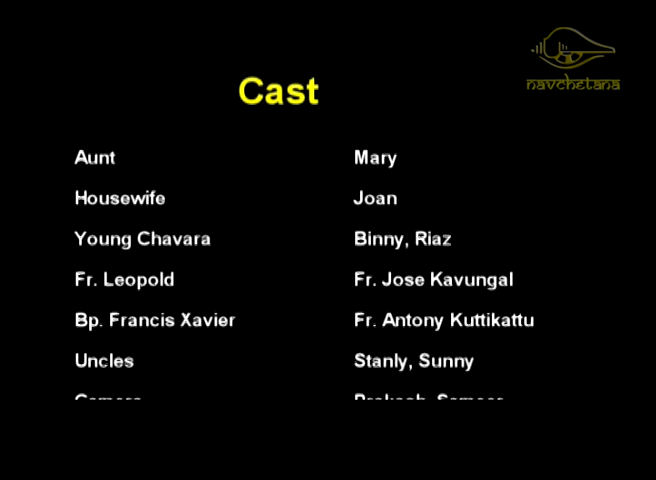 navchetana
Cast
Aunt Mary
Housewife Joan
Young Chavara Binny, Riaz
Fr. Leopold Fr. Jose Kavungal
Bp. Francis Xavier Fr. Antony Kuttikattu
Uncles Stanly, Sunny